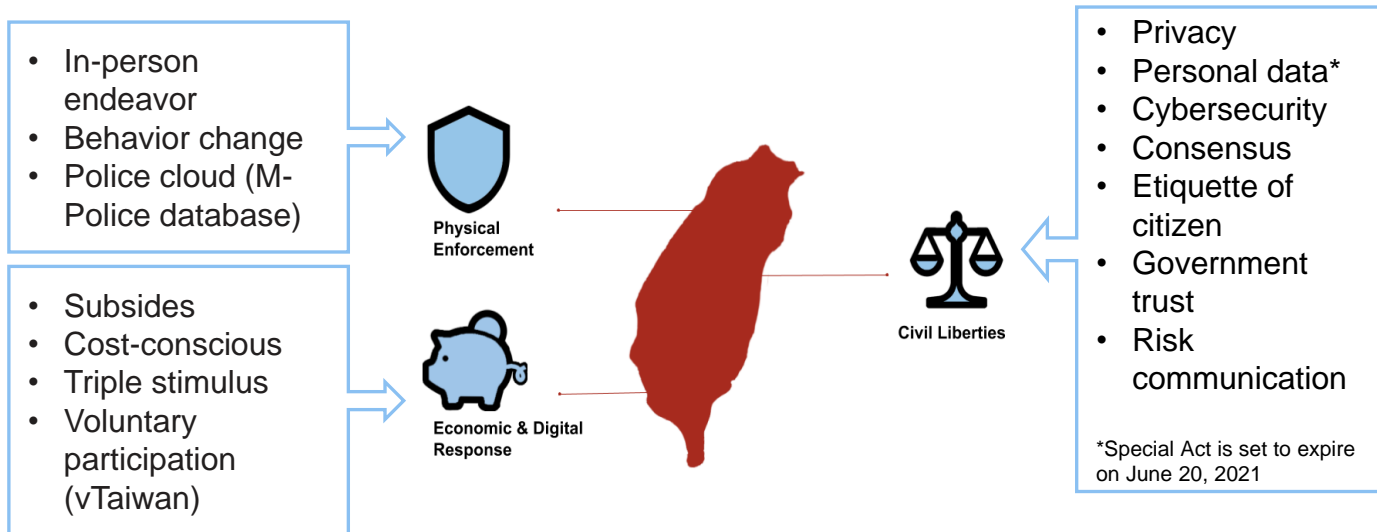 • In-person
endeavor
• Behavior change
• Police cloud (M-
Police database)
Physical
Enforcement
• Subsides
• Cost-conscious
• Triple stimulus
• Voluntary
participation
(vTaiwan)
Economic & Digital
Response
Civil Liberties
• Privacy
• Personal data*
• Cybersecurity
• Consensus
• Etiquette of
citizen
• Government
trust
• Risk
communication
*Special Act is set to expire
on June 20, 2021